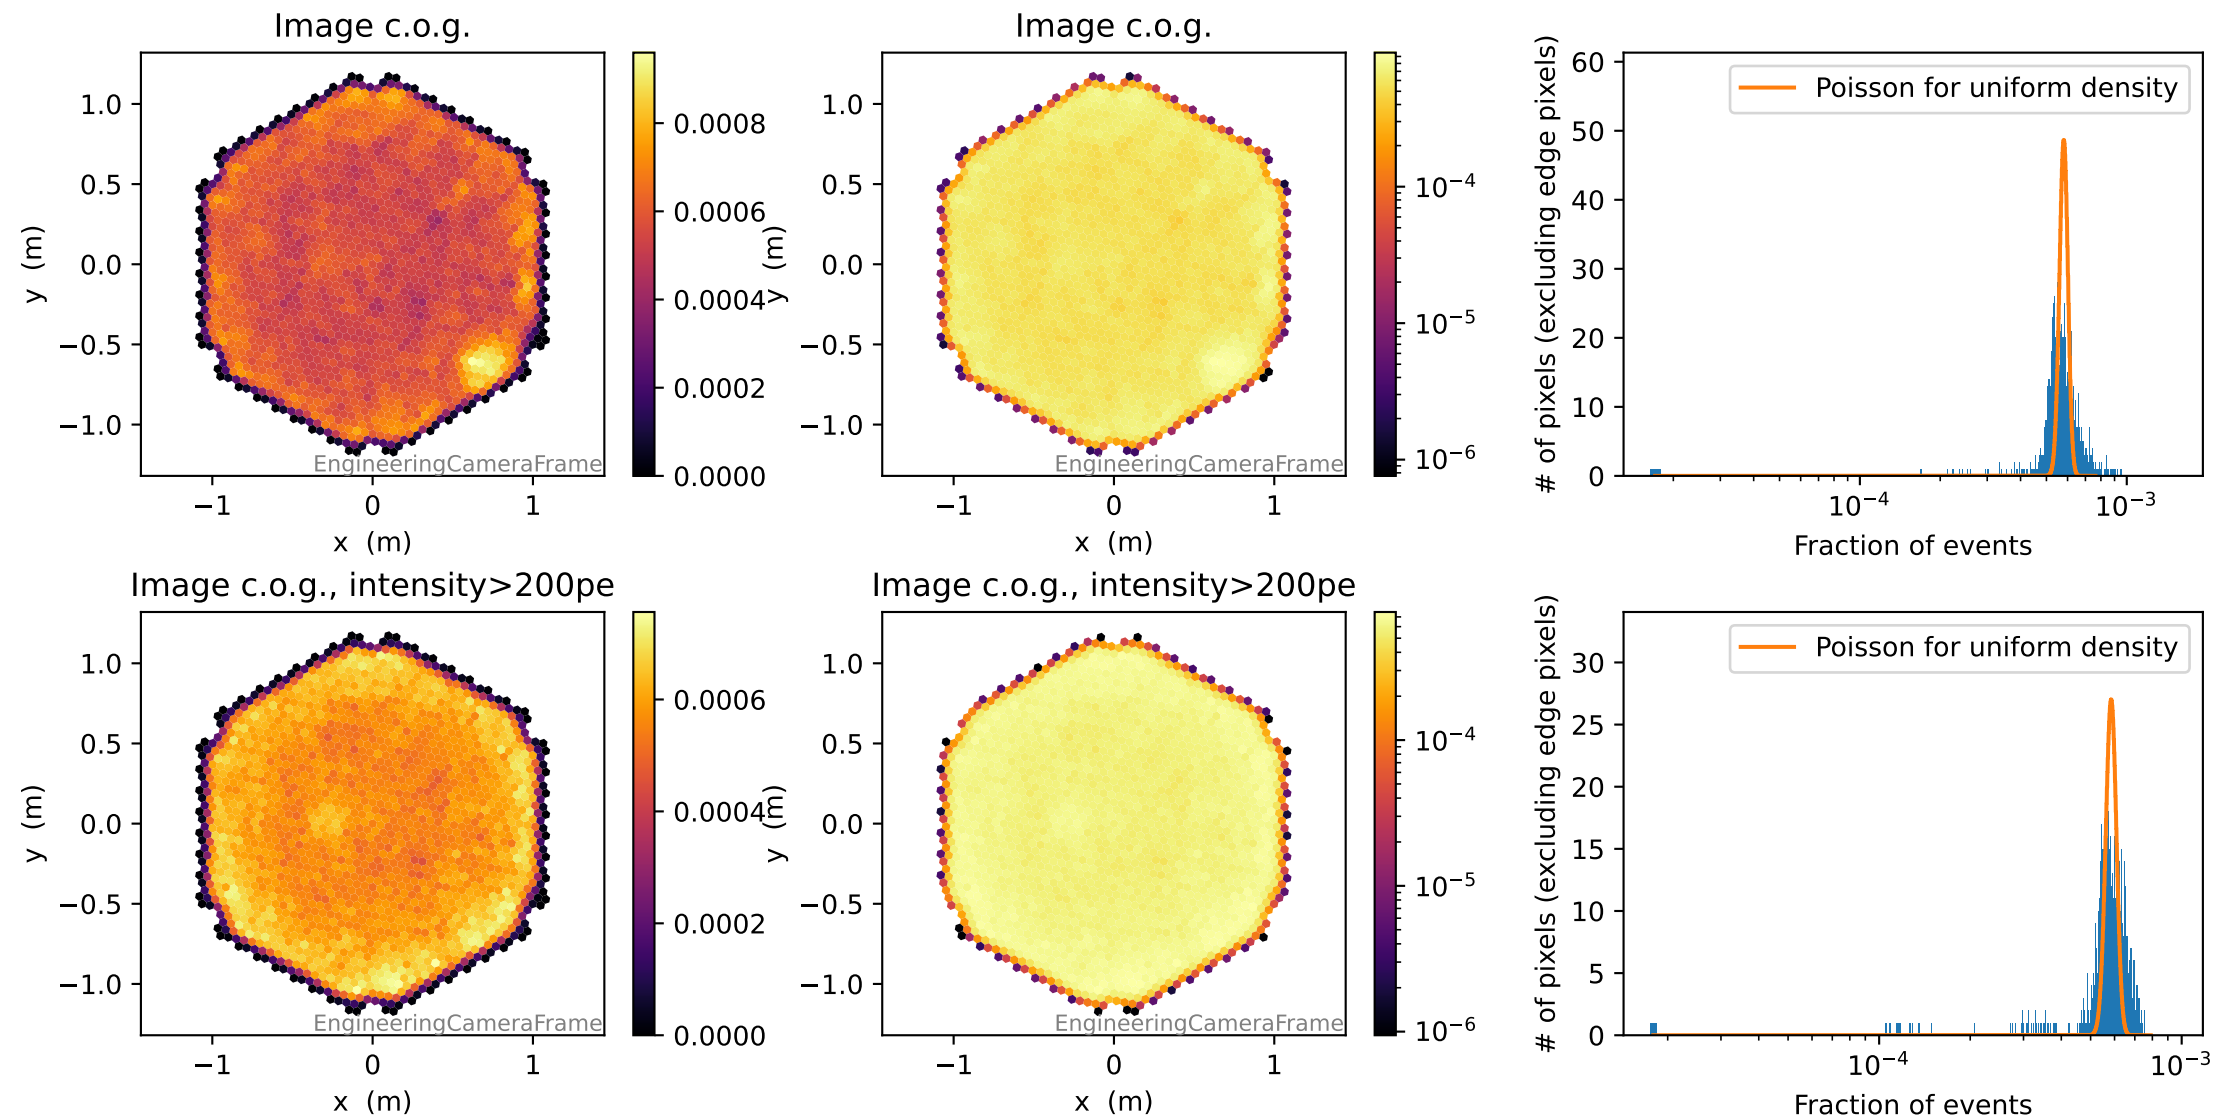 Image c.o.g.
y (m)
1.0
0.5
0.0
−0.5
−1.0
EngineeringCameraFrame
−1 0 1
x (m)
0.0008
0.0006
0.0004
0.0002
0.0000
Image c.o.g.
y (m)
1.0
0.5
0.0
−0.5
−1.0
EngineeringCameraFrame
−1 0 1
x (m)
10⁻⁴
10⁻⁵
10⁻⁶
# of pixels (excluding edge pixels)
60
50
40
30
20
10
0
Poisson for uniform density
10⁻⁴ 10⁻³
Fraction of events
Image c.o.g., intensity>200pe
y (m)
1.0
0.5
0.0
−0.5
−1.0
EngineeringCameraFrame
−1 0 1
x (m)
0.0006
0.0004
0.0002
0.0000
Image c.o.g., intensity>200pe
y (m)
1.0
0.5
0.0
−0.5
−1.0
EngineeringCameraFrame
−1 0 1
x (m)
10⁻⁴
10⁻⁵
10⁻⁶
# of pixels (excluding edge pixels)
30
25
20
15
10
5
0
Poisson for uniform density
10⁻⁴ 10⁻³
Fraction of events